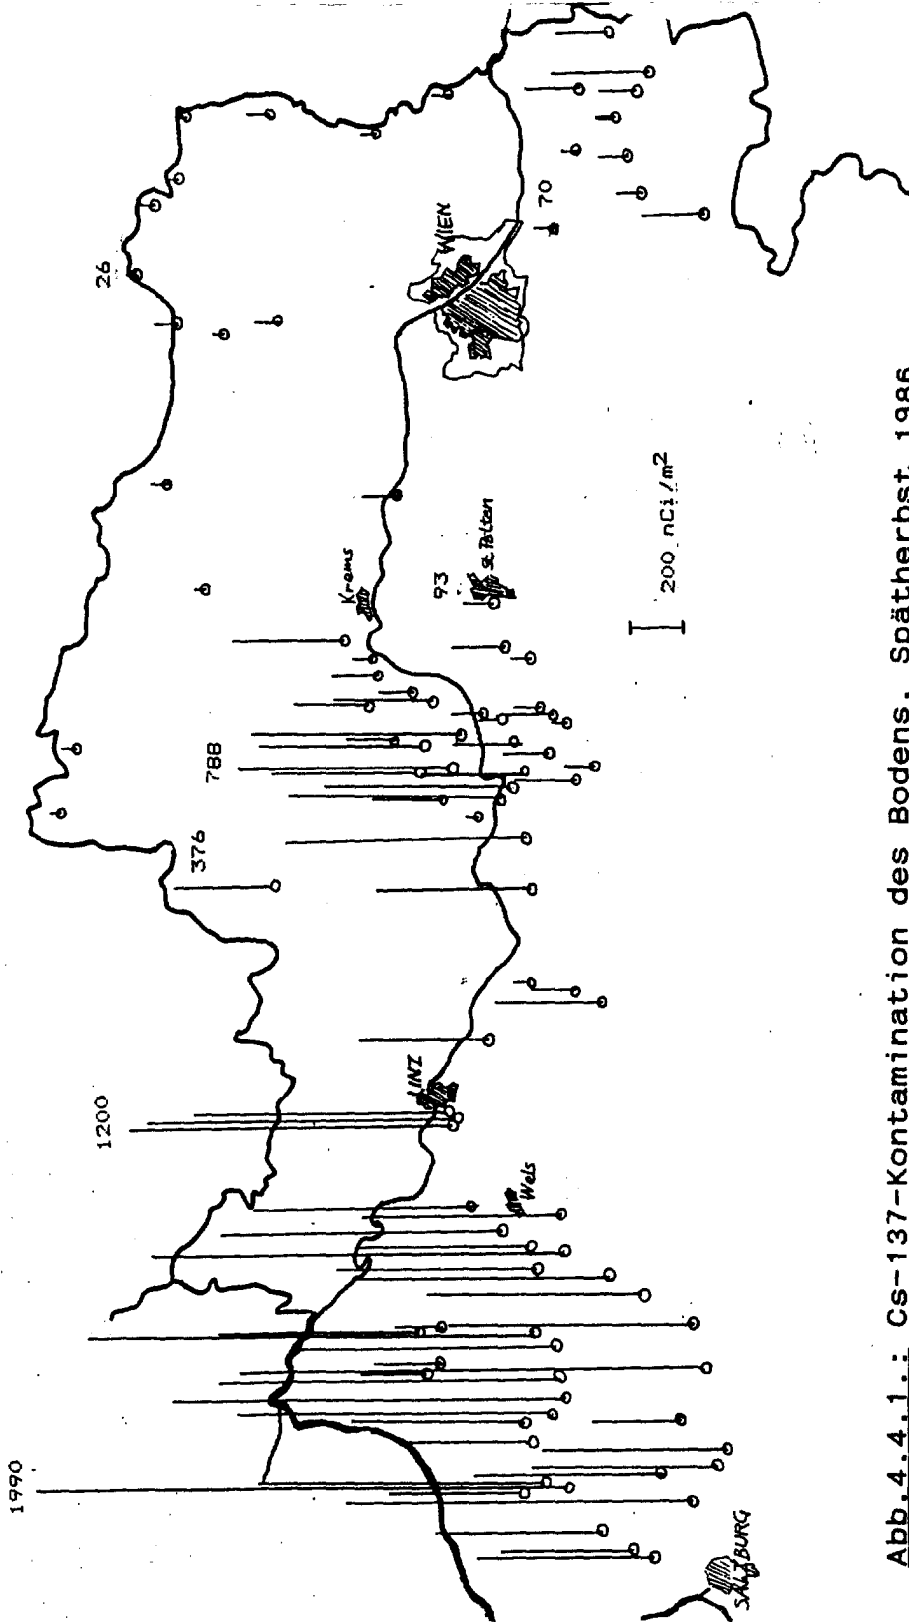 1990
1200
376
788
26
SALZBURG
Wels
LINZ
Krems
93
St. Pölten
WIEN
70
200 nCi/m²
Abb.4.4.1.: Cs-137-Kontamination des Bodens, Spätherbst 1986